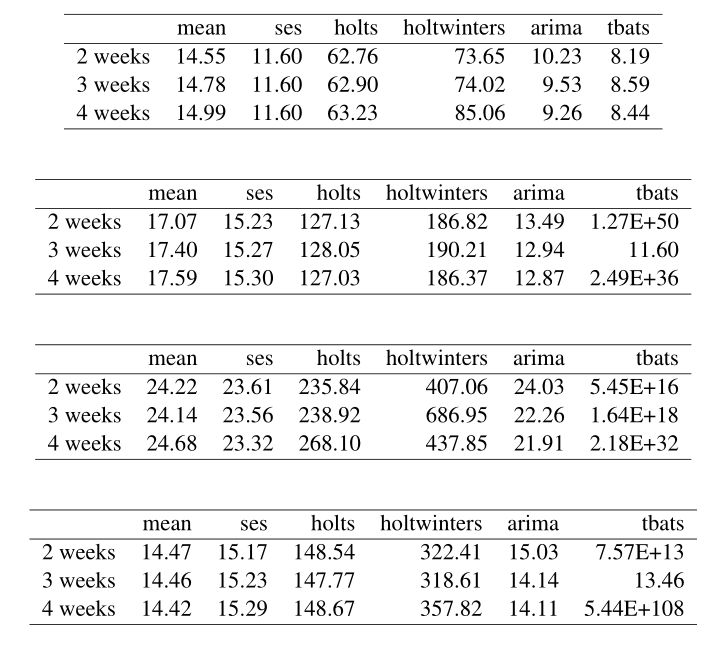 mean ses holts holtwinters arima tbats
2 weeks 14.55 11.60 62.76 73.65 10.23 8.19
3 weeks 14.78 11.60 62.90 74.02 9.53 8.59
4 weeks 14.99 11.60 63.23 85.06 9.26 8.44
mean ses holts holtwinters arima tbats
2 weeks 17.07 15.23 127.13 186.82 13.49 1.27E+50
3 weeks 17.40 15.27 128.05 190.21 12.94 11.60
4 weeks 17.59 15.30 127.03 186.37 12.87 2.49E+36
mean ses holts holtwinters arima tbats
2 weeks 24.22 23.61 235.84 407.06 24.03 5.45E+16
3 weeks 24.14 23.56 238.92 686.95 22.26 1.64E+18
4 weeks 24.68 23.32 268.10 437.85 21.91 2.18E+32
mean ses holts holtwinters arima tbats
2 weeks 14.47 15.17 148.54 322.41 15.03 7.57E+13
3 weeks 14.46 15.23 147.77 318.61 14.14 13.46
4 weeks 14.42 15.29 148.67 357.82 14.11 5.44E+108